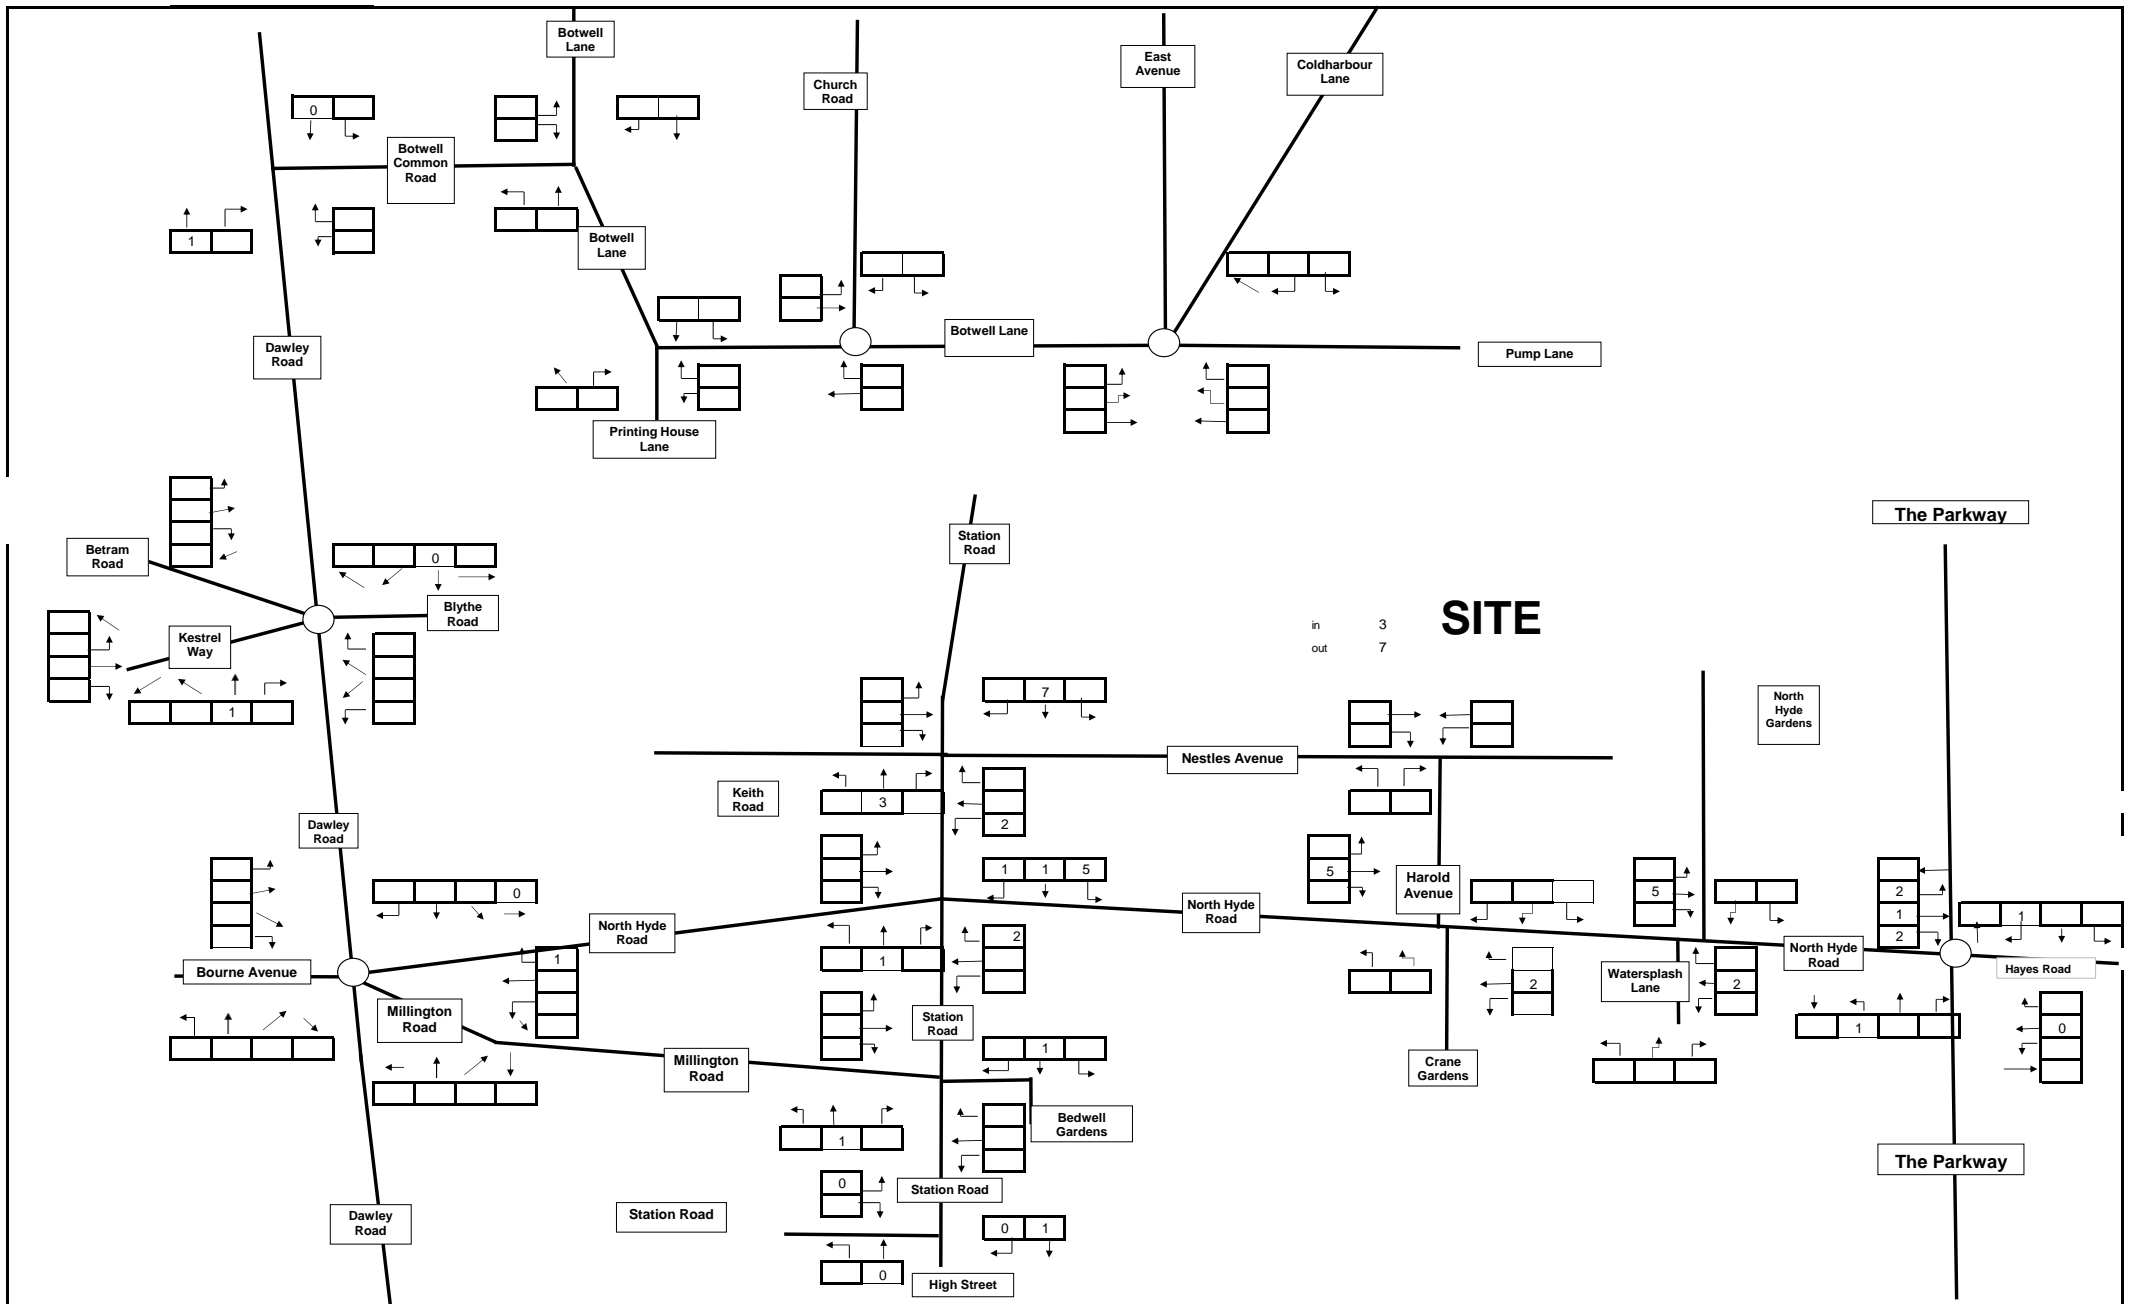 Botwell
Lane
East
Avenue
Coldharbour
Lane
Church
Road
0
Botwell
Common
Road
1
Botwell
Lane
Botwell Lane
Dawley
Road
Pump Lane
Printing House
Lane
The Parkway
Station
Road
Betram
Road
0
Blythe
Road
Kestrel
Way
1
SITE
in 3
out 7
7
North
Hyde
Gardens
Nestles Avenue
Keith
Road
3
2
Dawley
Road
1 1 5
5
Harold
Avenue
5
2
1
2
0
North Hyde
Road
North Hyde
Road
1
North Hyde
Road
Hayes Road
Bourne Avenue
1
1
2
2
Watersplash
Lane
2
Millington
Road
Station
Road
1
0
1
Millington
Road
Crane
Gardens
1
Bedwell
Gardens
The Parkway
0
Station Road
Station Road
Dawley
Road
0 1
0
High Street